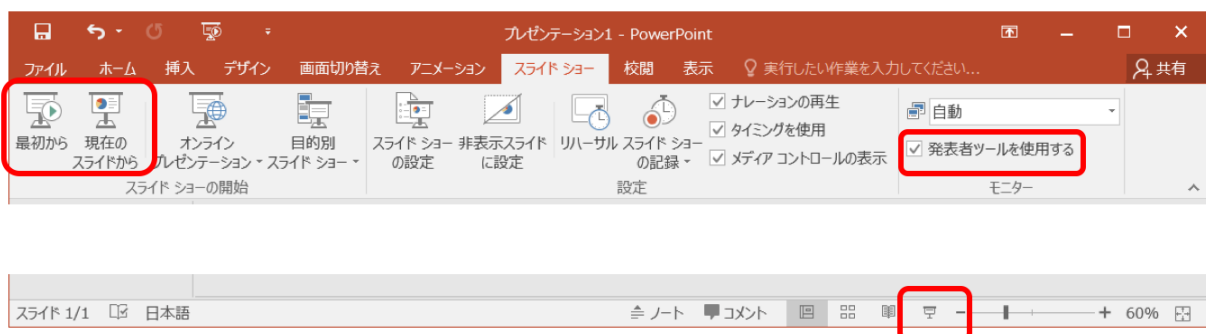 プレゼンテーション1 - PowerPoint
ファイル ホーム 挿入 デザイン 画面切り替え アニメーション スライド ショー 校閲 表示 実行したい作業を入力してください... 共有
最初から 現在の スライドから オンライン プレゼンテーション 目的別 スライド ショー スライド ショー の設定 非表示スライド に設定 リハーサル スライド ショー の記録
ナレーションの再生
タイミングを使用
メディア コントロールの表示
自動
発表者ツールを使用する
スライド ショーの開始 設定 モニター
スライド 1/1 日本語 ノート コメント 60%